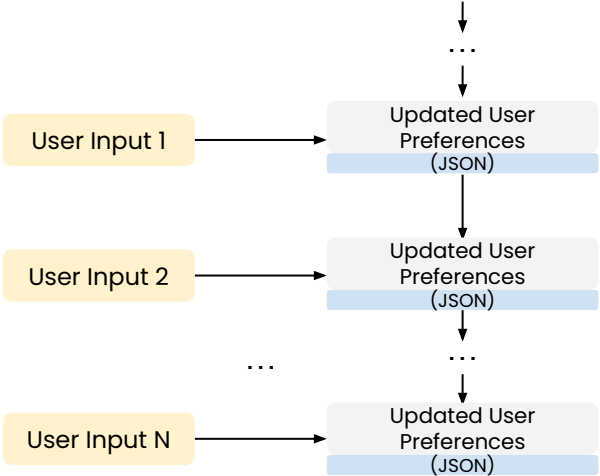 ...
User Input 1
Updated User
Preferences
(JSON)
User Input 2
Updated User
Preferences
(JSON)
...
...
User Input N
Updated User
Preferences
(JSON)